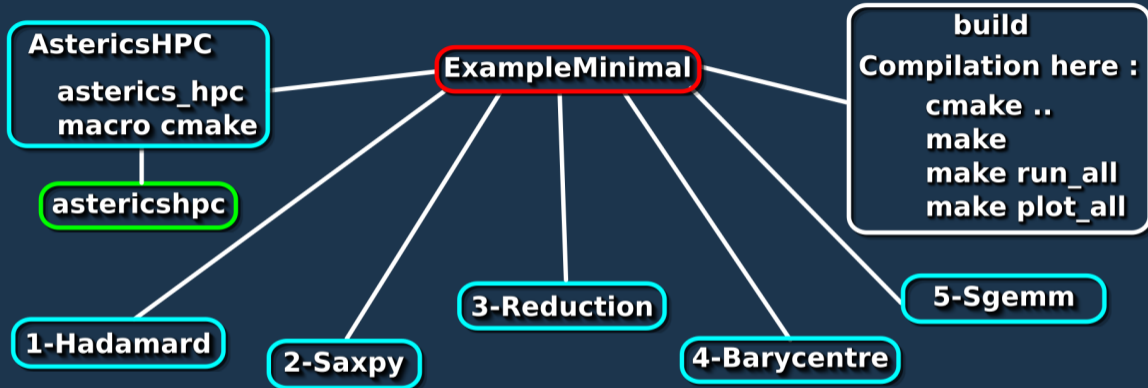 AstericsHPC
asterics_hpc
macro cmake
astericshpc
ExampleMinimal
build
Compilation here :
cmake ..
make
make run_all
make plot_all
1-Hadamard
2-Saxpy
3-Reduction
4-Barycentre
5-Sgemm